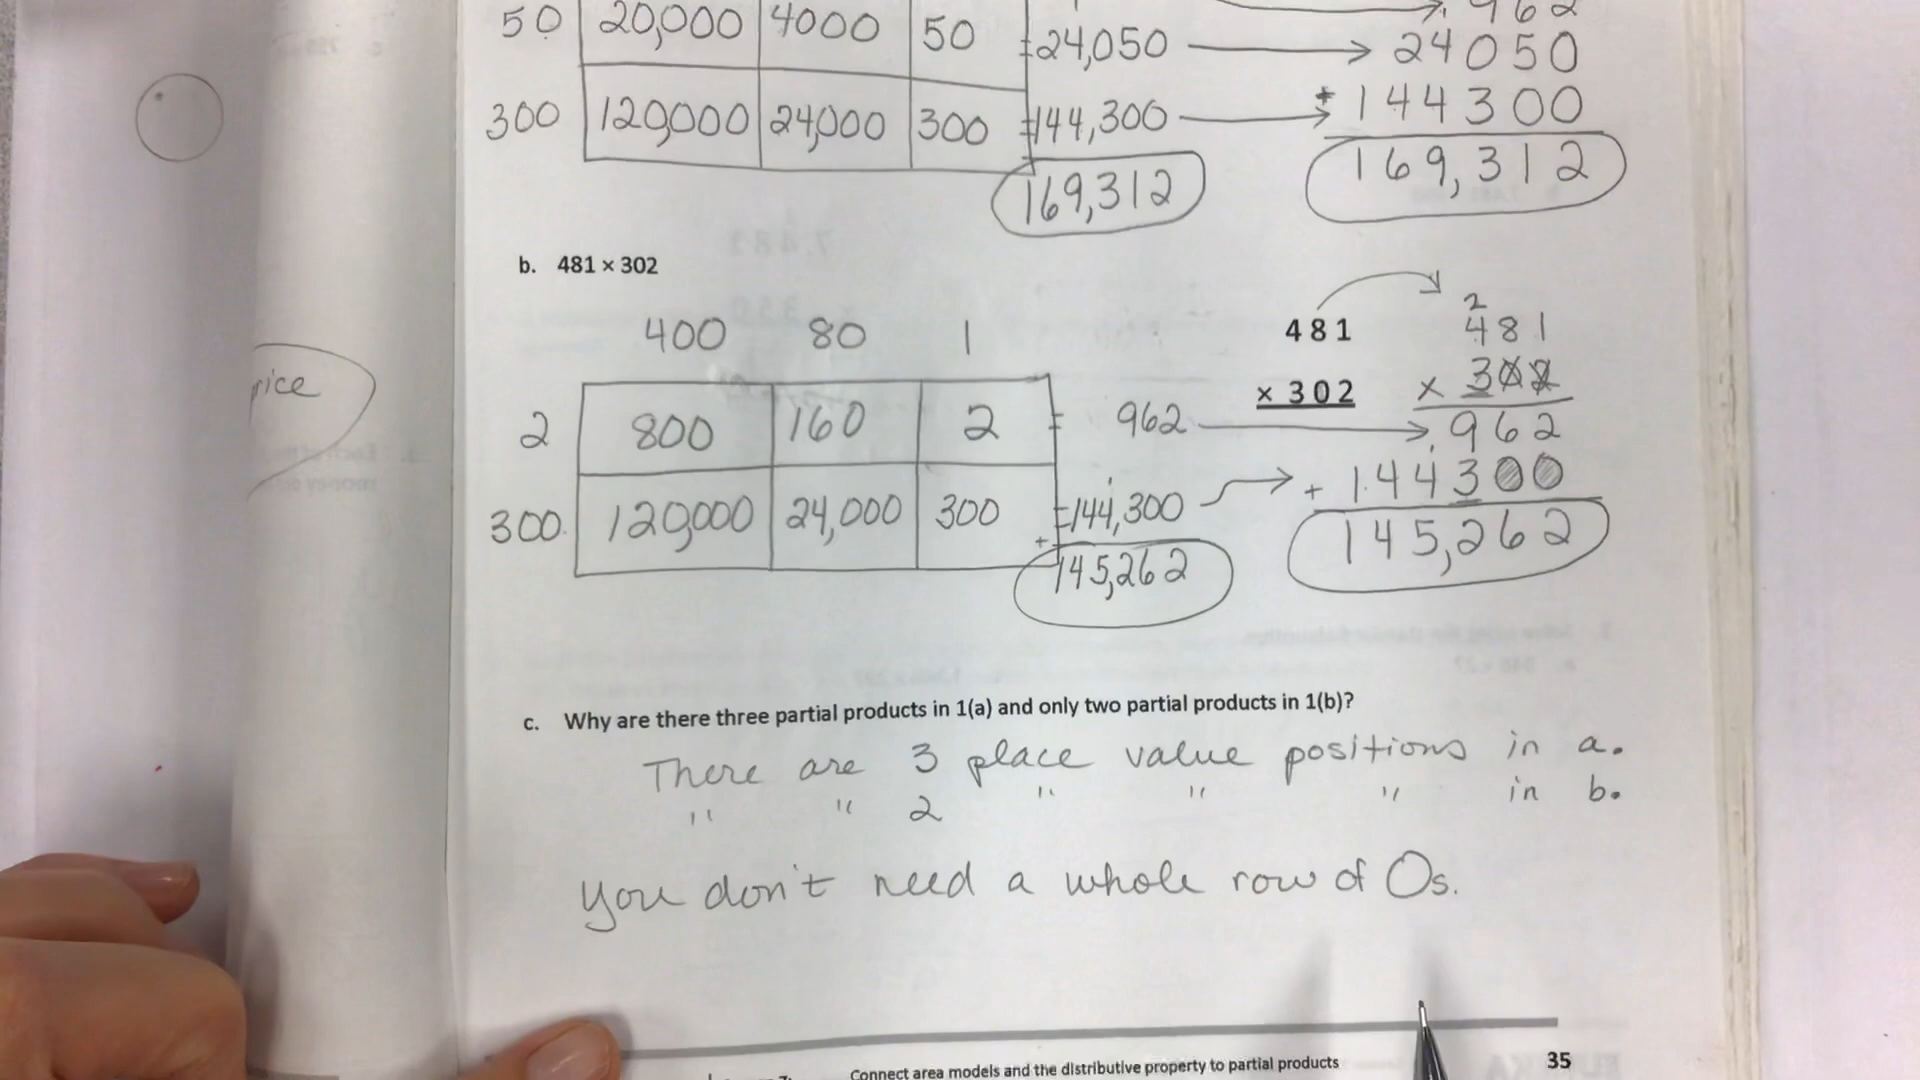 962
50 20,000 4000 50 =24,050 24050
300 120,000 24,000 300 =144,300 +144300
169,312 169,312
b. 481 × 302
400 80 1 481 2
481
2 800 160 2 = 962 × 302 × 302
962
300 120,000 24,000 300 =144,300 + 144300
+ 145,262 145,262
rice
c. Why are there three partial products in 1(a) and only two partial products in 1(b)?
There are 3 place value positions in a.
" " 2 " " " in b.
You don't need a whole row of 0s.
Connect area models and the distributive property to partial products 35